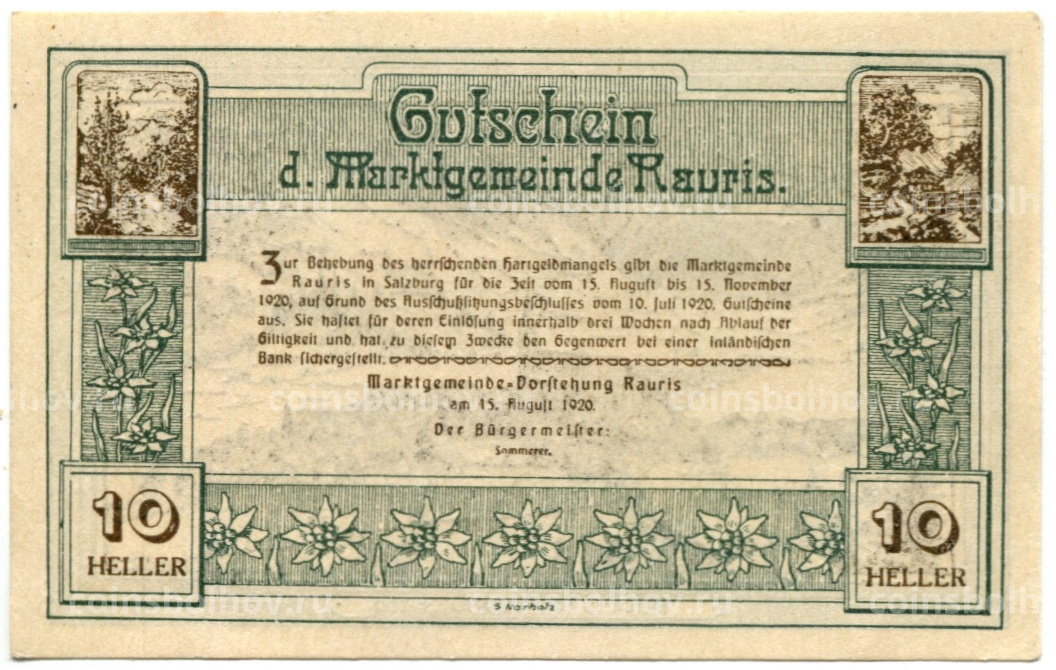 Gutschein
d. Marktgemeinde Rauris.
Zur Behebung des herrschenden Hartgeldmangels gibt die Marktgemeinde
Rauris in Salzburg für die Zeit vom 15. August bis 15. November
1920, auf Grund des Ausschußsitzungsbeschlusses vom 10. Juli 1920, Gutscheine
aus. Sie haftet für deren Einlösung innerhalb drei Wochen nach Ablauf der
Giltigkeit und hat zu diesem Zwecke den Gegenwert bei einer inländischen
Bank sichergestellt.
Marktgemeinde-Vorstehung Rauris
am 15. August 1920.
Der Bürgermeister:
Sommerer.
10 HELLER
10 HELLER
coinsbolhov.ru